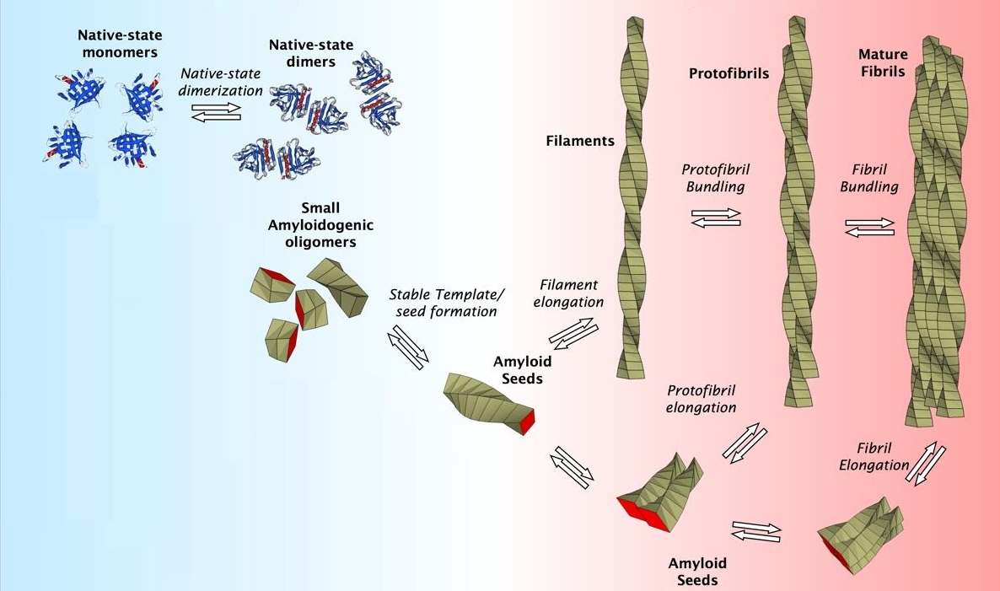 Native-state
monomers
Native-state
dimerization
Native-state
dimers
Small
Amyloidogenic
oligomers
Stable Template/
seed formation
Amyloid
Seeds
Filament
elongation
Filaments
Protofibrils
Protofibril
Bundling
Mature
Fibrils
Fibril
Bundling
Protofibril
elongation
Fibril
Elongation
Amyloid
Seeds